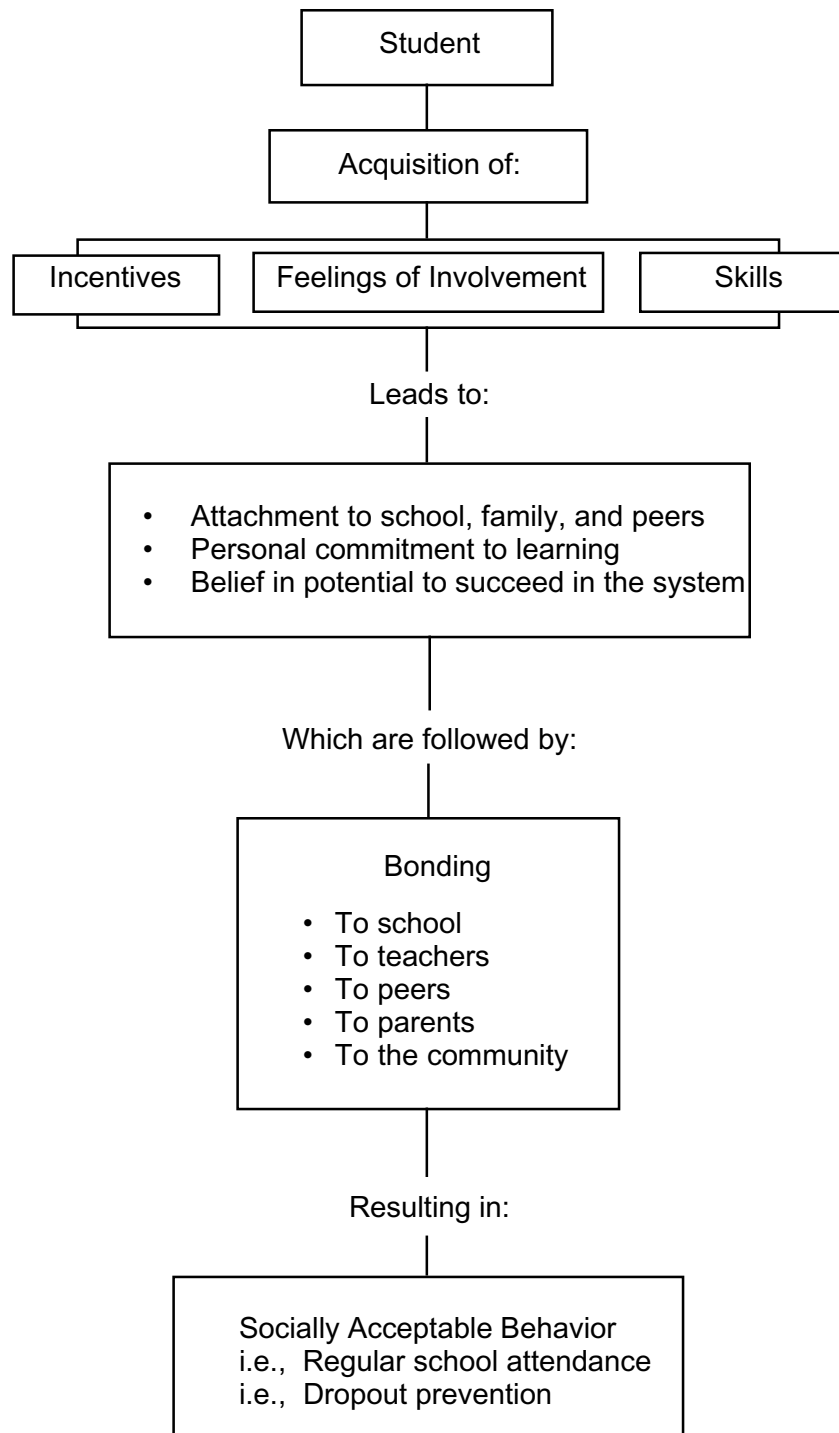 Student
Acquisition of:
Incentives
Feelings of Involvement
Skills
Leads to:
• Attachment to school, family, and peers
• Personal commitment to learning
• Belief in potential to succeed in the system
Which are followed by:
Bonding
• To school
• To teachers
• To peers
• To parents
• To the community
Resulting in:
Socially Acceptable Behavior
i.e., Regular school attendance
i.e., Dropout prevention